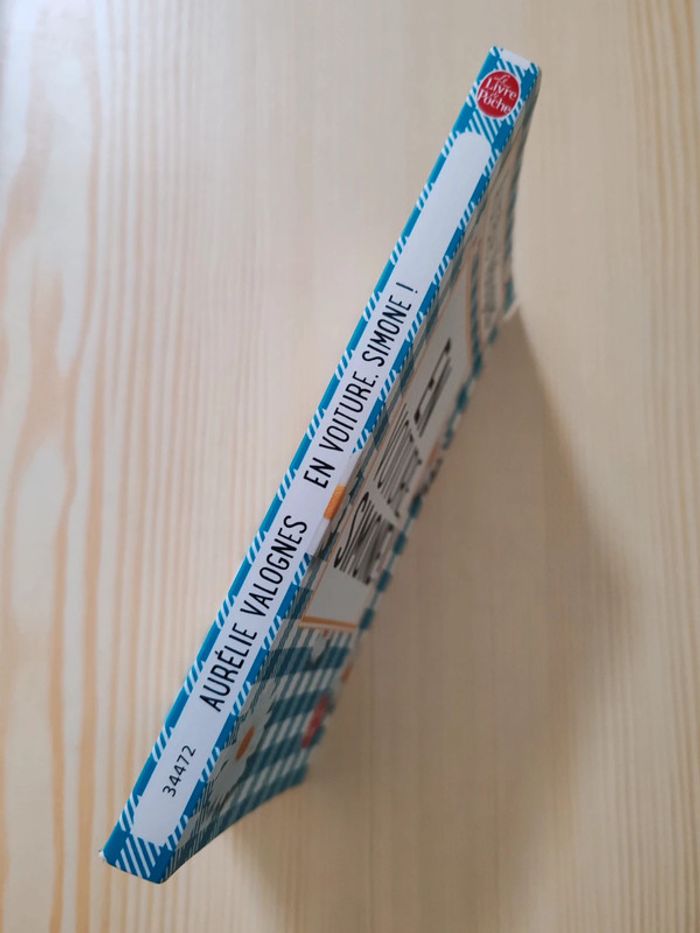 Le
Livre
de
Poche
34472
AURÉLIE VALOGNES
EN VOITURE, SIMONE !